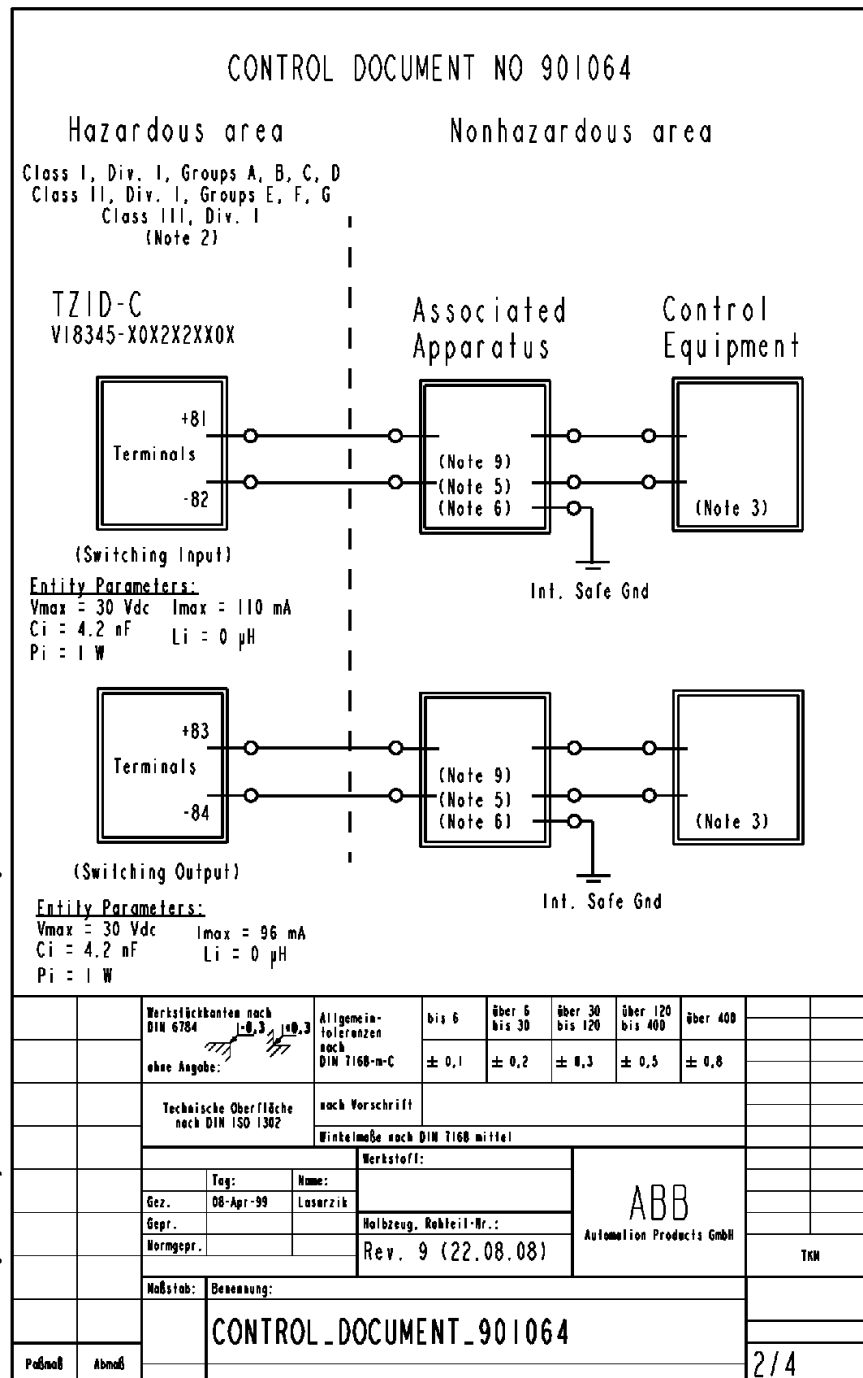 CONTROL DOCUMENT NO 901064
Hazardous area
Nonhazardous area
Class I, Div. I, Groups A, B, C, D
Class II, Div. I, Groups E, F, G
Class III, Div. I
(Note 2)
TZID-C
V18345-X0X2X2XX0X
Associated
Apparatus
Control
Equipment
+81
Terminals
-82
(Note 9)
(Note 5)
(Note 6)
(Note 3)
(Switching Input)
Int. Safe Gnd
Entity Parameters:
Vmax = 30 Vdc Imax = 110 mA
Ci = 4.2 nF Li = 0 µH
Pi = 1 W
+83
Terminals
-84
(Note 9)
(Note 5)
(Note 6)
(Note 3)
(Switching Output)
Int. Safe Gnd
Entity Parameters:
Vmax = 30 Vdc Imax = 96 mA
Ci = 4.2 nF Li = 0 µH
Pi = 1 W
Werkstückkanten nach
DIN 6784
-0,3 +0,3
ohne Angabe:
Allgemein-
toleranzen
nach
DIN 7168-m-C
bis 6
über 6
bis 30
über 30
bis 120
über 120
bis 400
über 400
± 0,1
± 0,2
± 0,3
± 0,5
± 0,8
Technische Oberfläche
nach DIN ISO 1302
nach Vorschrift
Winkelmaße nach DIN 7168 mittel
Werkstoff:
Tag:
Name:
Gez.
08-Apr-99
Lasarzik
Gepr.
Normgepr.
Halbzeug, Rohteil-Nr.:
Rev. 9 (22.08.08)
ABB
Automation Products GmbH
TKN
Maßstab:
Benennung:
CONTROL_DOCUMENT_901064
Paßmaß
Abmaß
2/4